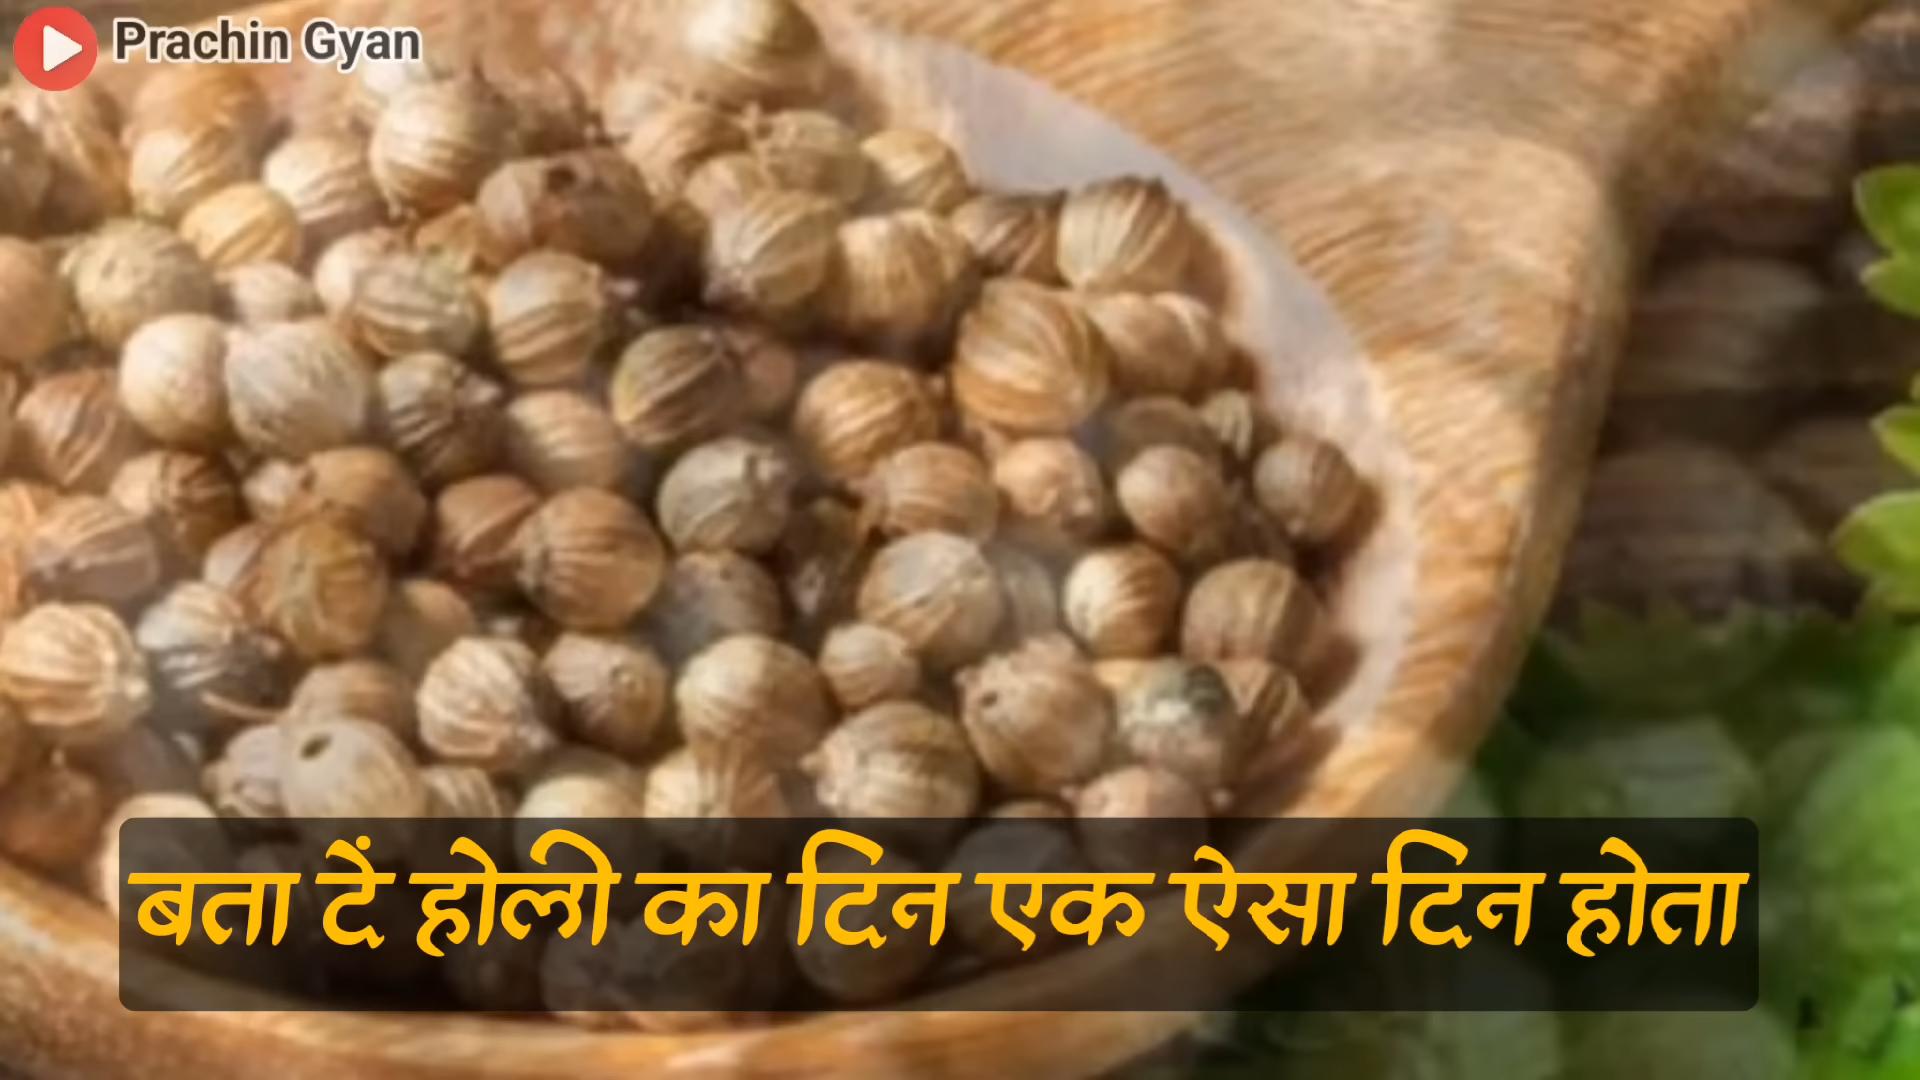 Prachin Gyan
बता दें होली का दिन एक ऐसा दिन होता